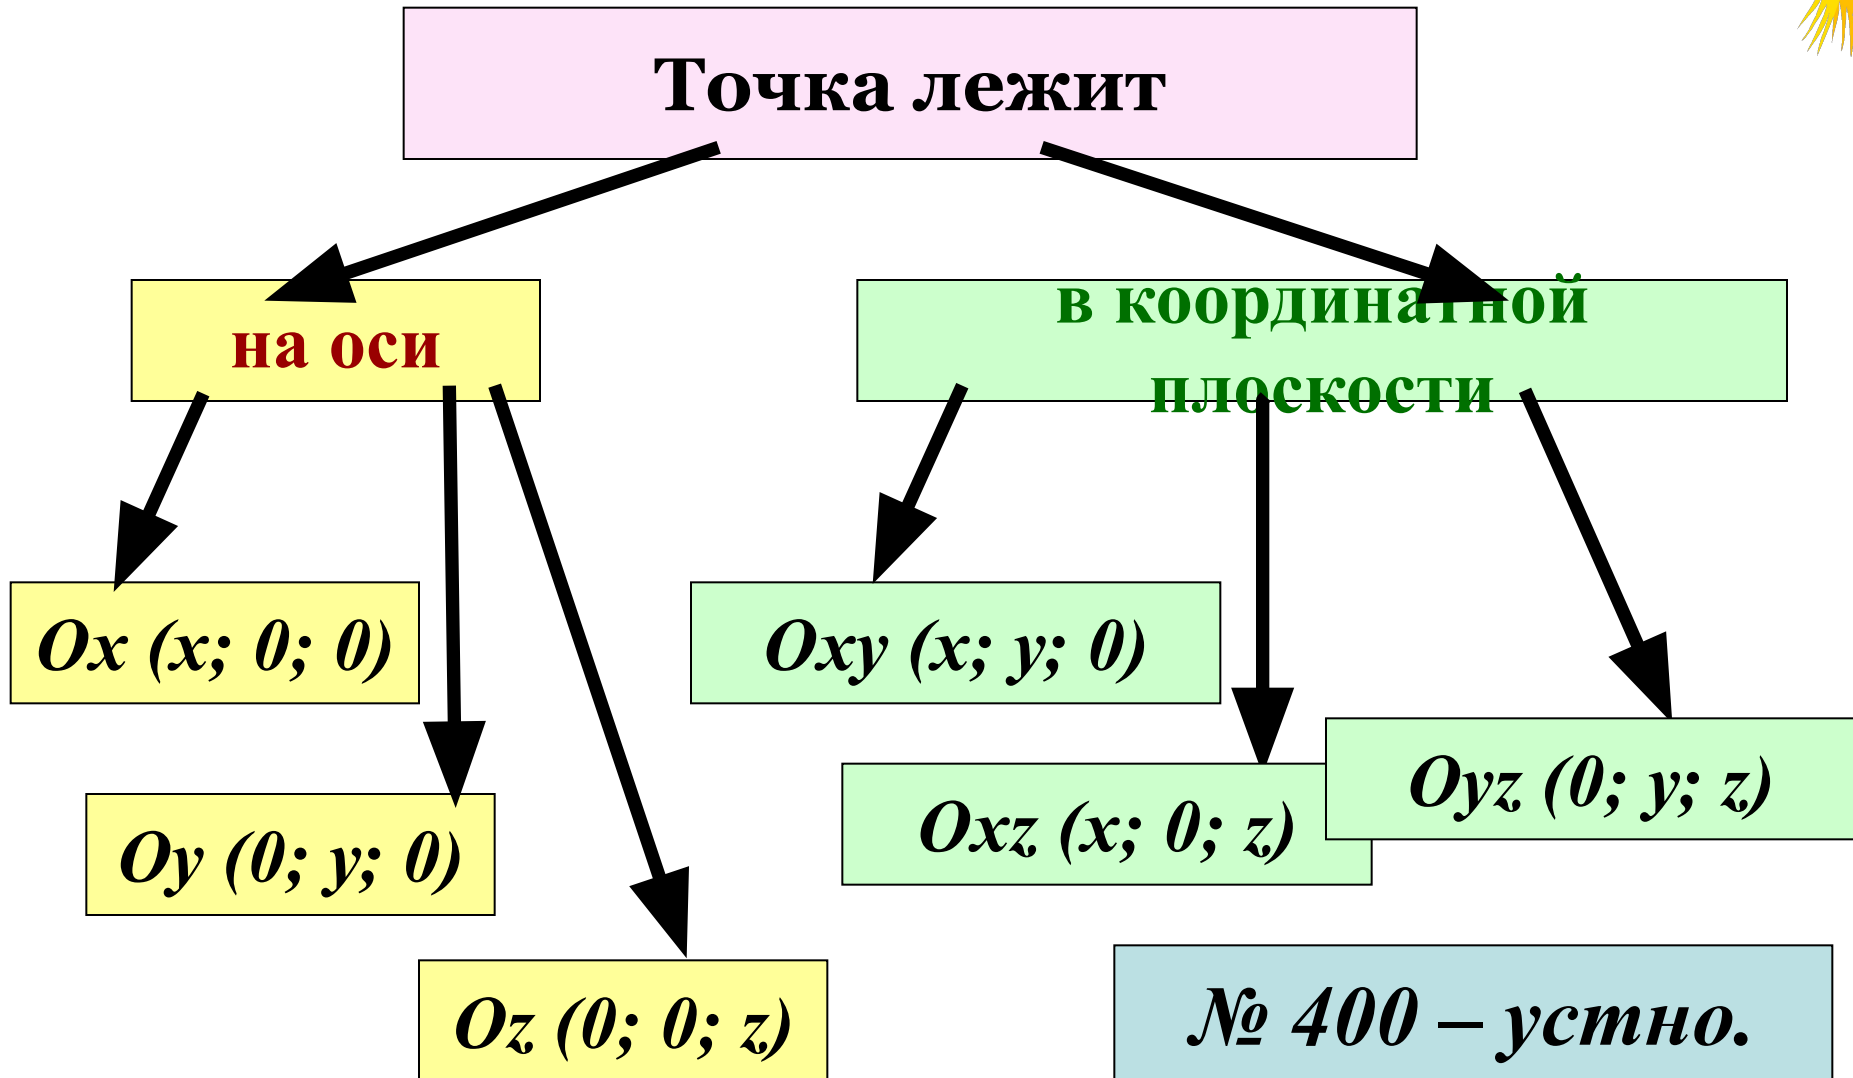 Точка лежит
на оси
в координатной
плоскости
Ox (x; 0; 0)
Oxy (x; y; 0)
Oyz (0; y; z)
Oxz (x; 0; z)
Oy (0; y; 0)
Oz (0; 0; z)
№ 400 – устно.